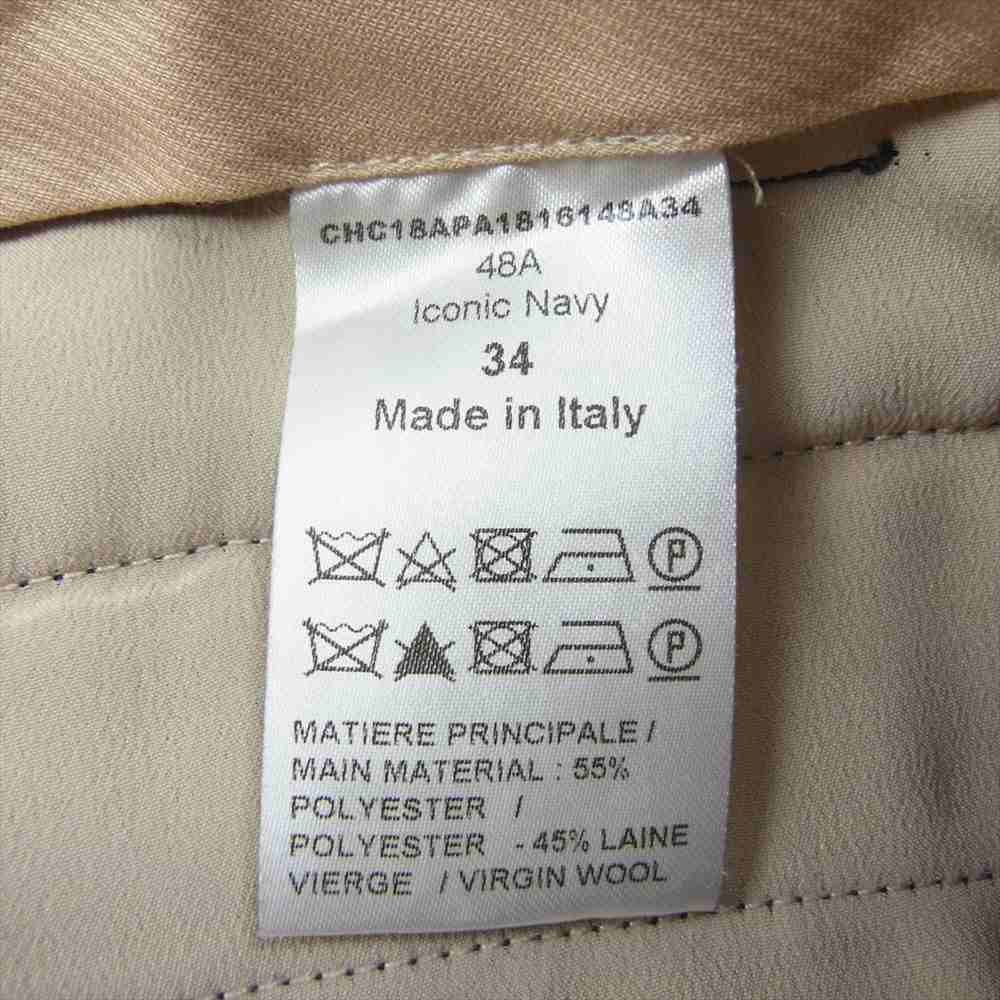 CHC18APA1816148A34
48A
Iconic Navy
34
Made in Italy
P
P
MATIERE PRINCIPALE /
MAIN MATERIAL : 55%
POLYESTER /
POLYESTER - 45% LAINE
VIERGE / VIRGIN WOOL